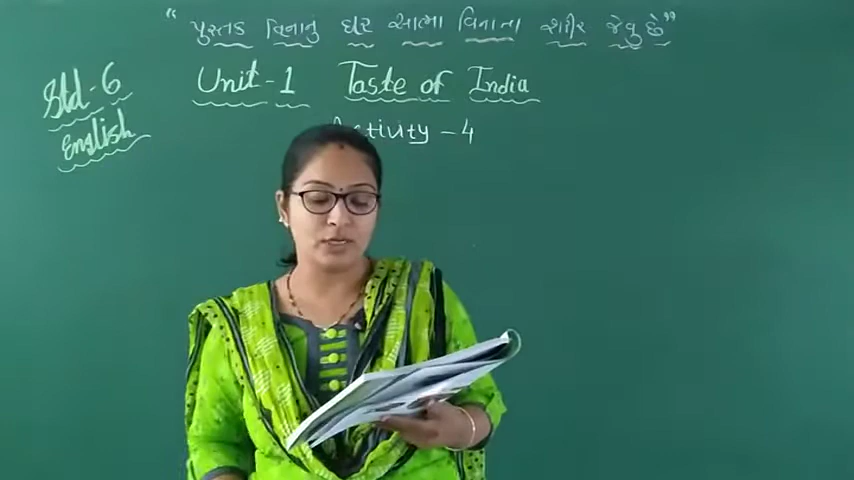 "પુસ્તક વિનાનું ઘર આત્મા વિનાના શરીર જેવું છે"
Std-6
English
Unit-1 Taste of India
Activity-4